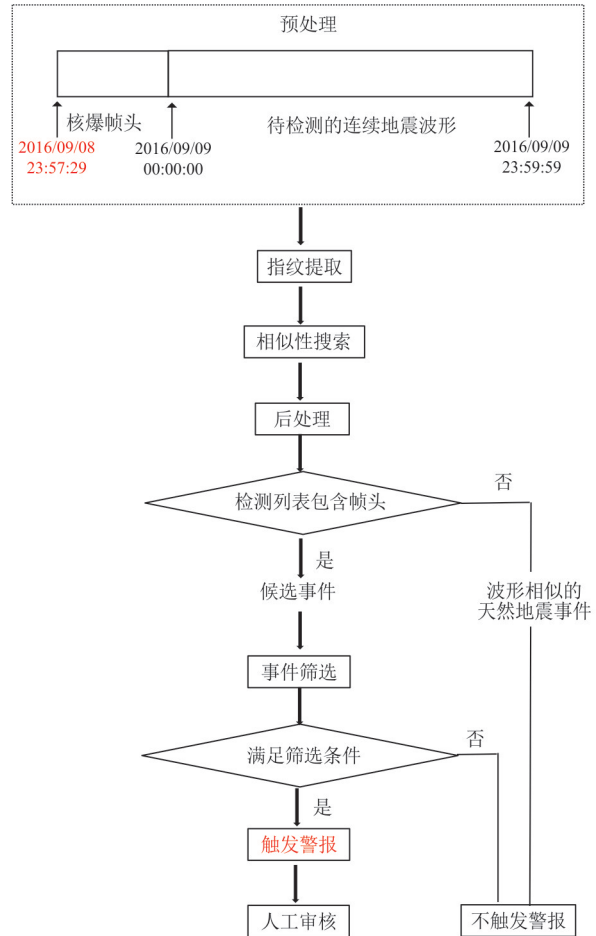 预处理
核爆帧头
待检测的连续地震波形
2016/09/08
23:57:29
2016/09/09
00:00:00
2016/09/09
23:59:59
指纹提取
相似性搜索
后处理
检测列表包含帧头
否
是
候选事件
波形相似的
天然地震事件
事件筛选
满足筛选条件
否
是
触发警报
人工审核
不触发警报